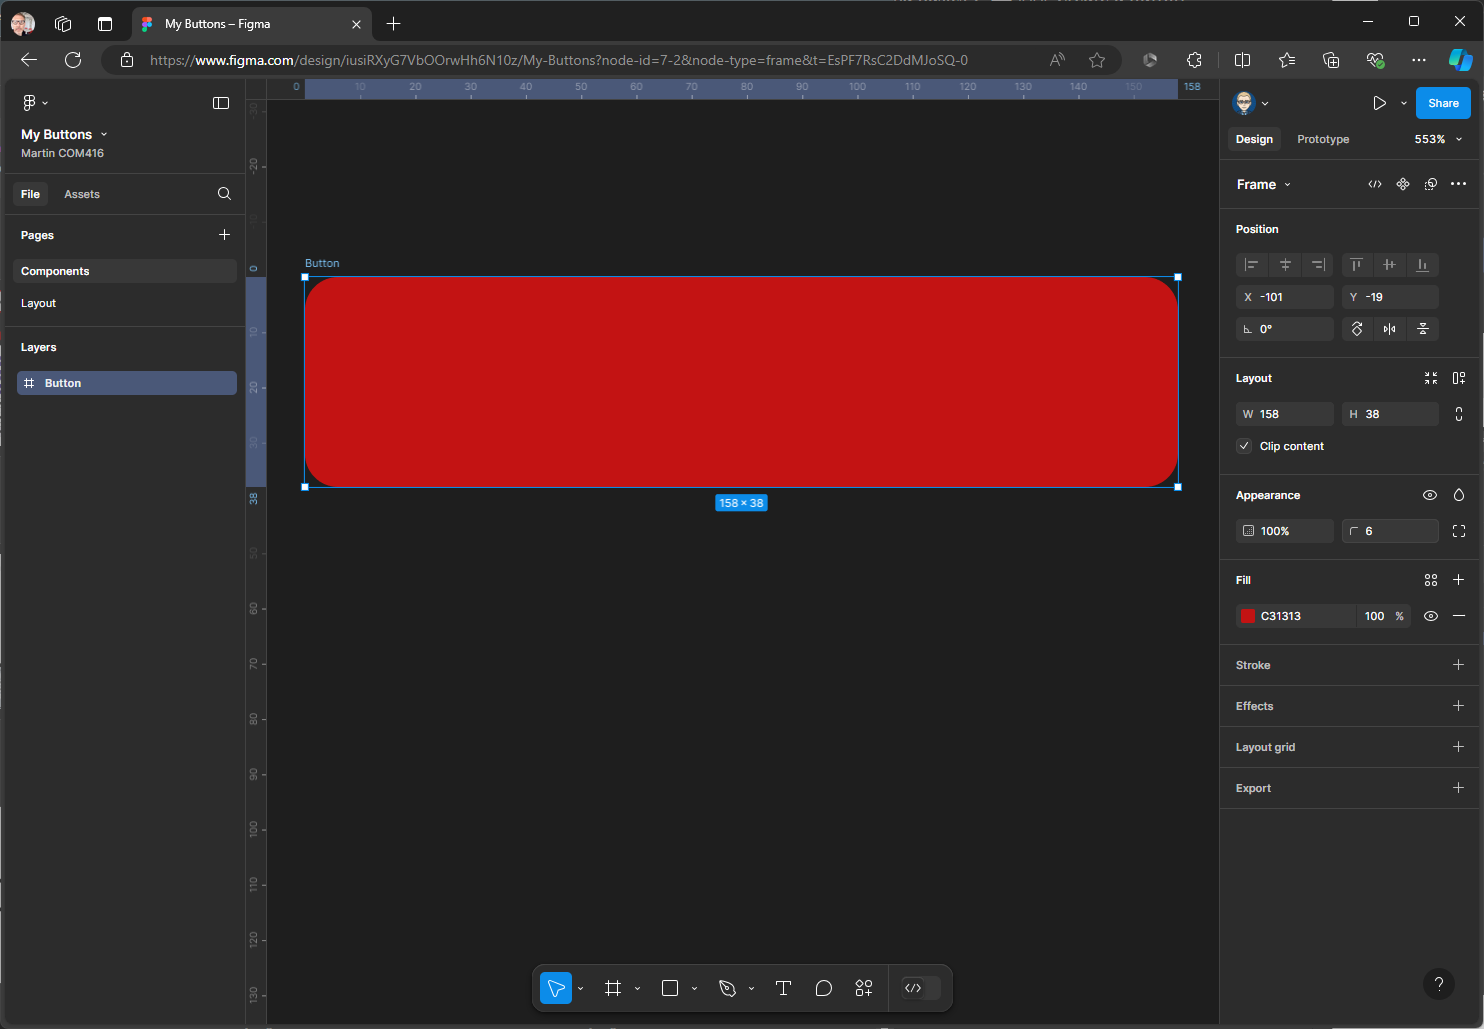 My Buttons – Figma
https://www.figma.com/design/iusiRXyG7VbOOrwHh6N10z/My-Buttons?node-id=7-2&node-type=frame&t=EsPF7RsC2DdMJoSQ-0
My Buttons
Martin COM416
File Assets
Pages
Components
Layout
Layers
Button
0 10 20 30 40 50 60 70 80 90 100 110 120 130 140 150 158
-30
-20
-10
0
10
20
30
38
50
60
70
80
90
100
110
120
130
Button
158 × 38
Share
Design Prototype 553%
Frame
Position
X -101 Y -19
0°
Layout
W 158 H 38
Clip content
Appearance
100% 6
Fill
C31313 100 %
Stroke
Effects
Layout grid
Export
?